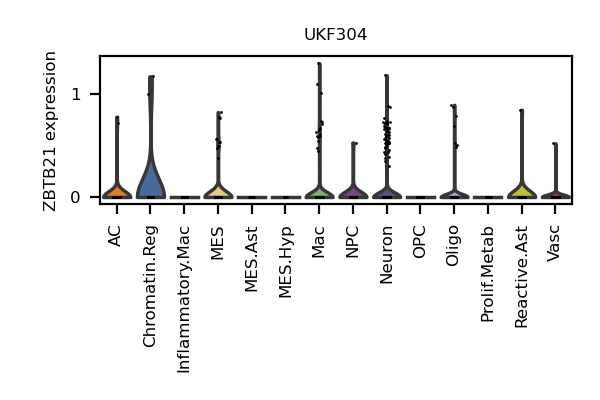 UKF304
ZBTB21 expression
1
0
AC
Chromatin.Reg
Inflammatory.Mac
MES
MES.Ast
MES.Hyp
Mac
NPC
Neuron
OPC
Oligo
Prolif.Metab
Reactive.Ast
Vasc